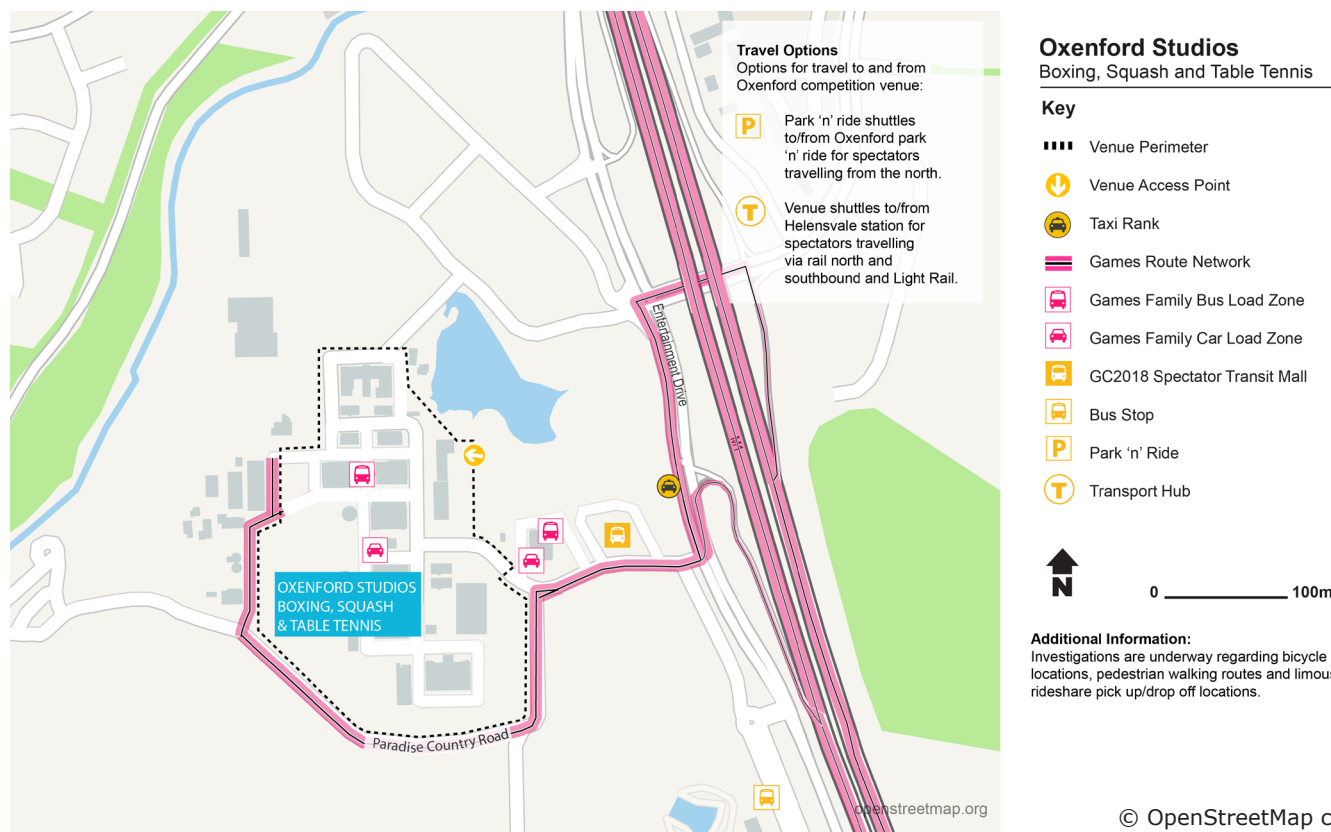 Travel Options
Options for travel to and from
Oxenford competition venue:
P
Park ‘n’ ride shuttles
to/from Oxenford park
‘n’ ride for spectators
travelling from the north.
T
Venue shuttles to/from
Helensvale station for
spectators travelling
via rail north and
southbound and Light Rail.
Entertainment Drive
M1
OXENFORD STUDIOS
BOXING, SQUASH
& TABLE TENNIS
Paradise Country Road
openstreetmap.org
Oxenford Studios
Boxing, Squash and Table Tennis
Key
Venue Perimeter
Venue Access Point
Taxi Rank
Games Route Network
Games Family Bus Load Zone
Games Family Car Load Zone
GC2018 Spectator Transit Mall
Bus Stop
P Park ‘n’ Ride
T Transport Hub
N
0 100m
Additional Information:
Investigations are underway regarding bicycle
locations, pedestrian walking routes and limous
rideshare pick up/drop off locations.
© OpenStreetMap c